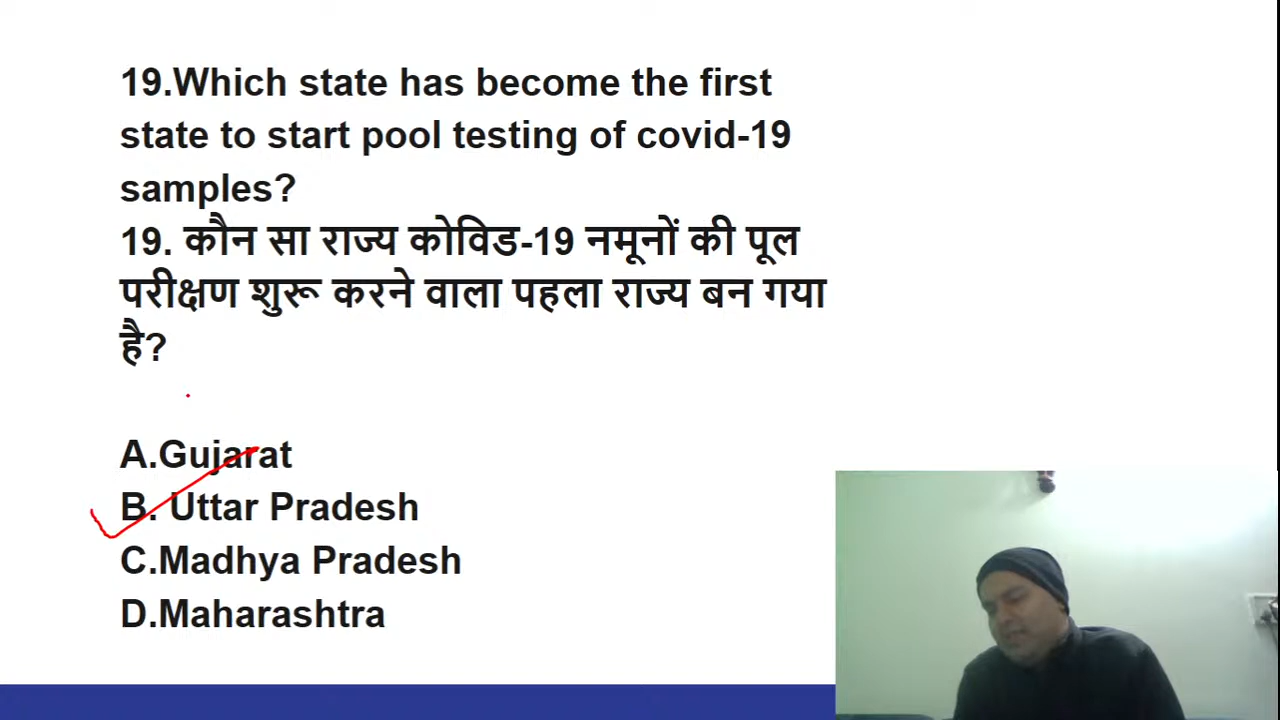 19.Which state has become the first
state to start pool testing of covid-19
samples?
19. कौन सा राज्य कोविड-19 नमूनों की पूल
परीक्षण शुरू करने वाला पहला राज्य बन गया
है?
A.Gujarat
B. Uttar Pradesh
C.Madhya Pradesh
D.Maharashtra